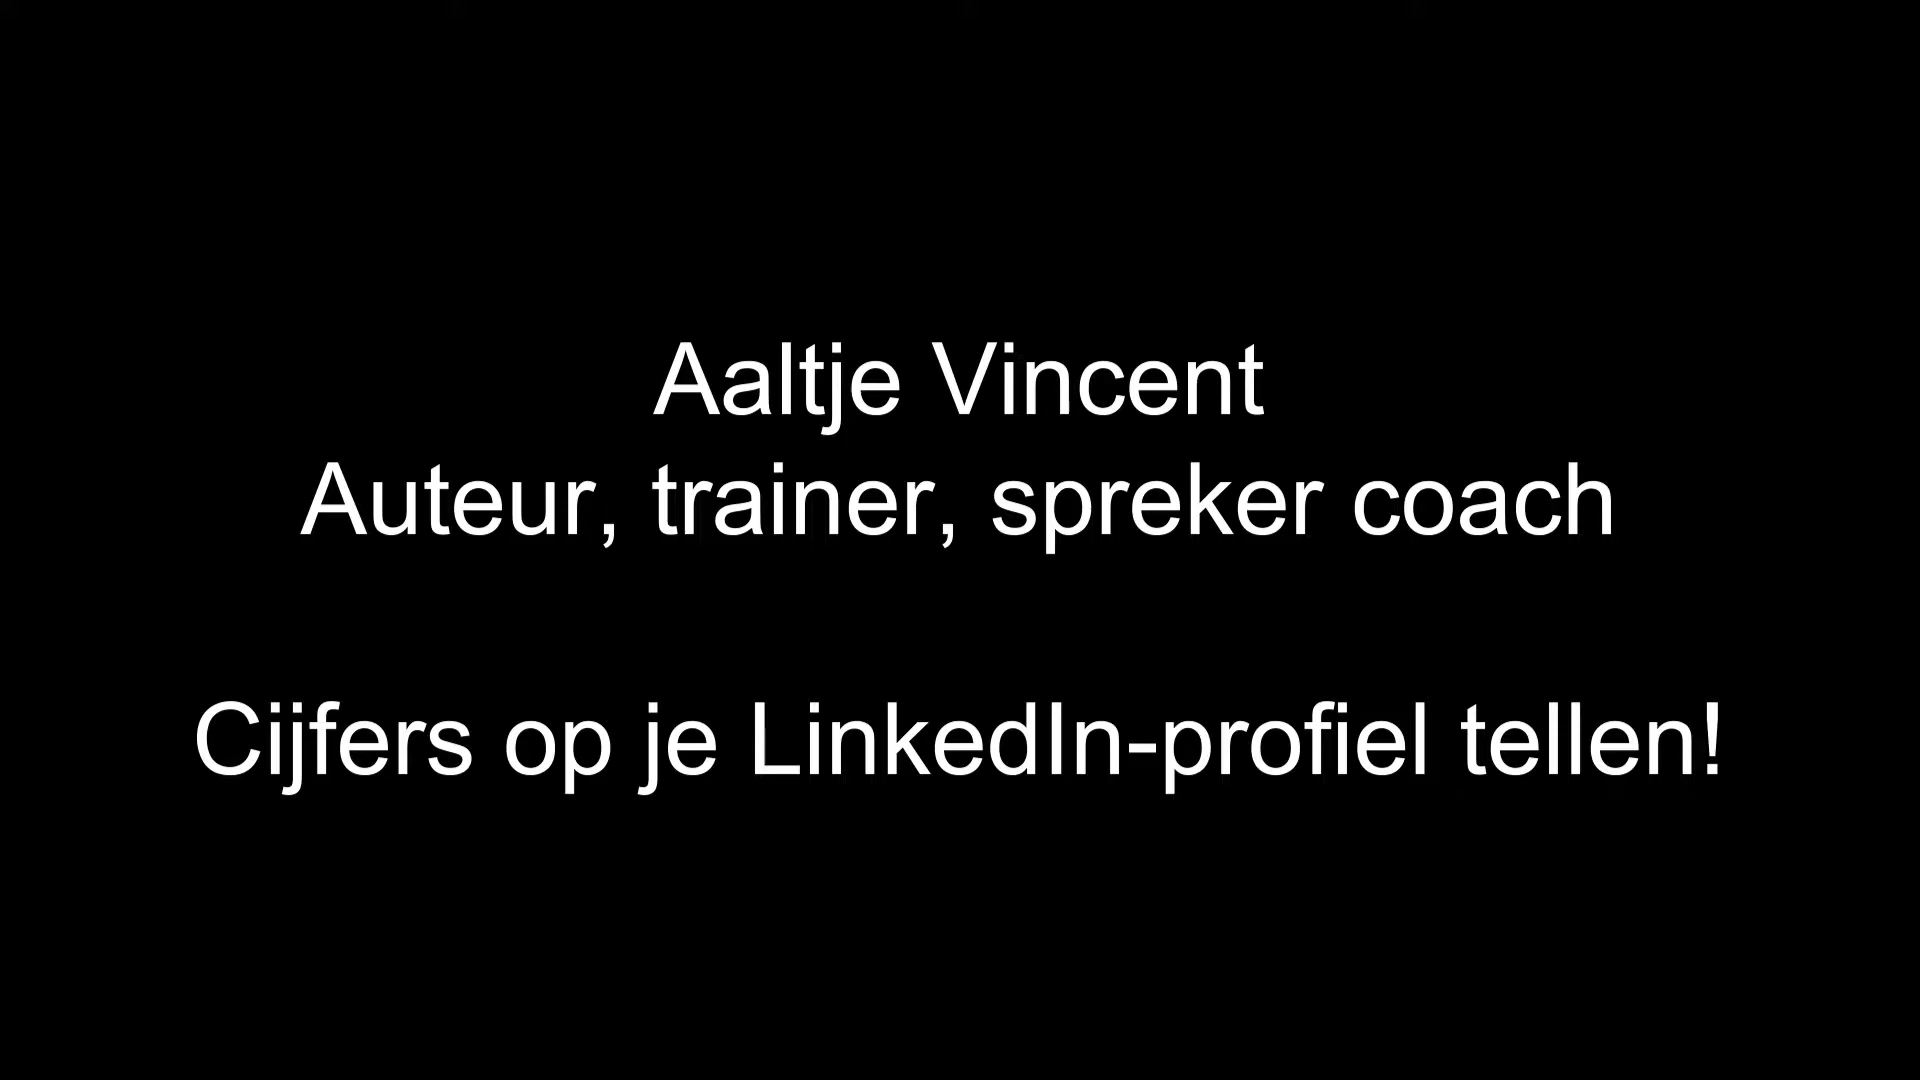 Aaltje Vincent
Auteur, trainer, spreker coach
Cijfers op je LinkedIn-profiel tellen!